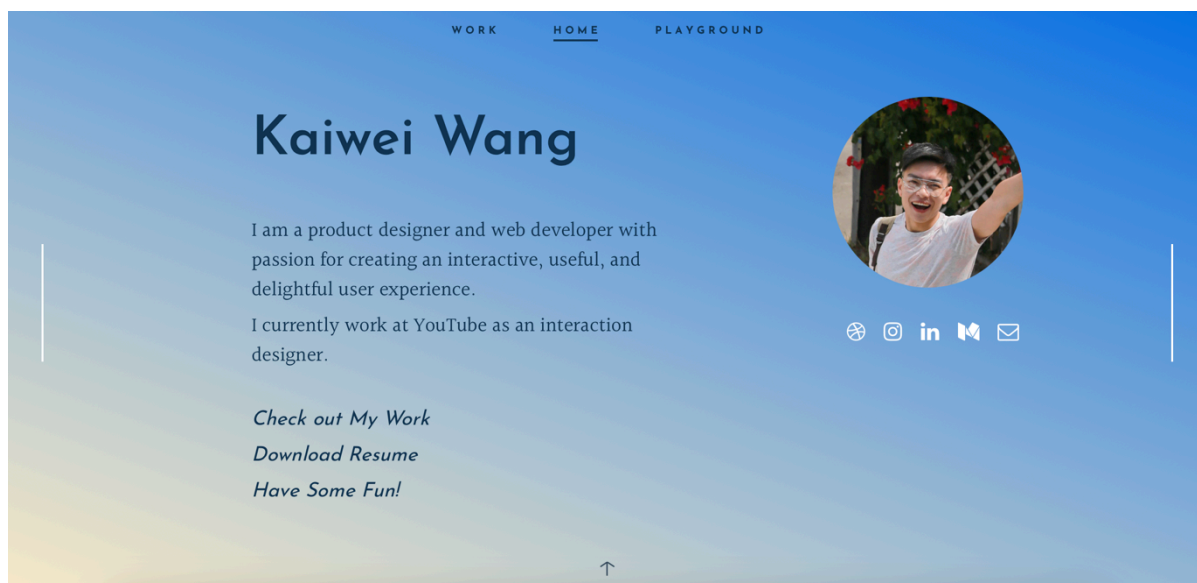 WORK HOME PLAYGROUND
Kaiwei Wang
I am a product designer and web developer with
passion for creating an interactive, useful, and
delightful user experience.
I currently work at YouTube as an interaction
designer.
Check out My Work
Download Resume
Have Some Fun!